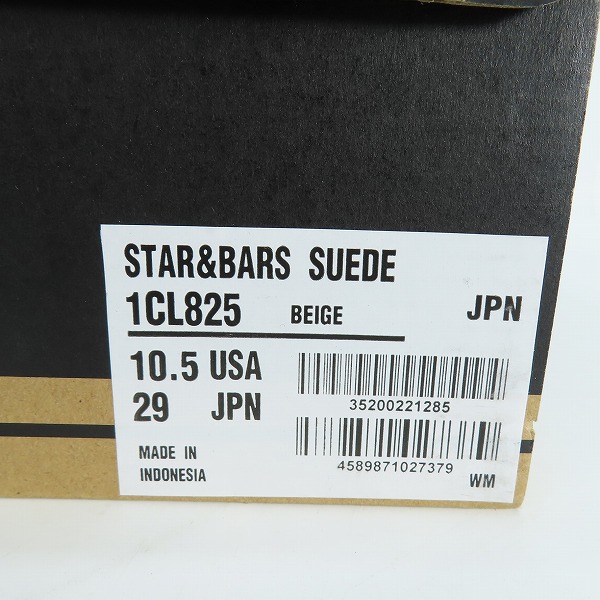 STAR&BARS SUEDE
1CL825 BEIGE JPN
10.5 USA
29 JPN
35200221285
MADE IN
INDONESIA
4589871027379
WM